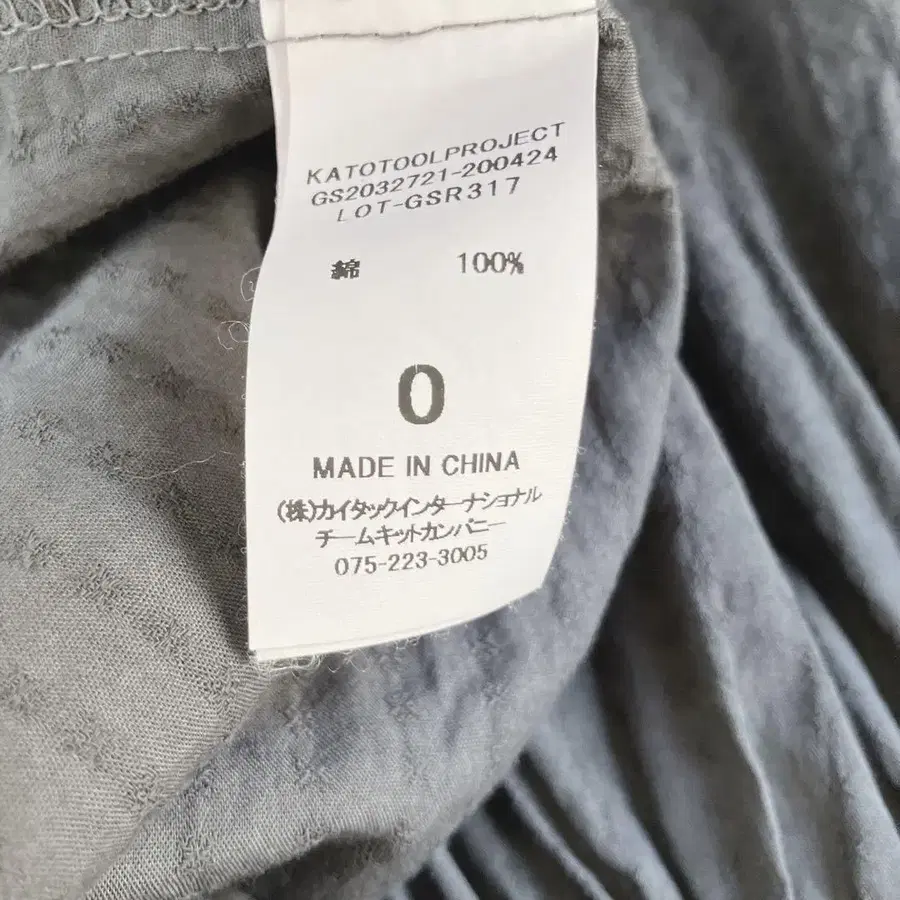 KATOTOOLPROJECT
GS2032721-200424
LOT-GSR317
綿 100%
0
MADE IN CHINA
(株)カイタックインターナショナル
チームキットカンパニー
075-223-3005